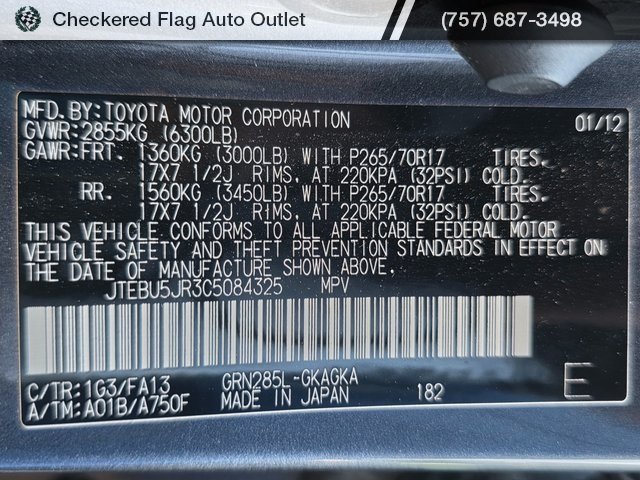 Checkered Flag Auto Outlet
(757) 687-3498
MFD.BY:TOYOTA MOTOR CORPORATION 01/12
GVWR:2855KG (6300LB)
GAWR:FRT. 1360KG (3000LB) WITH P265/70R17 TIRES.
17X7 1/2J RIMS, AT 220KPA (32PSI) COLD.
RR. 1560KG (3450LB) WITH P265/70R17 TIRES.
17X7 1/2J RIMS, AT 220KPA (32PSI) COLD.
THIS VEHICLE CONFORMS TO ALL APPLICABLE FEDERAL MOTOR
VEHICLE SAFETY AND THEFT PREVENTION STANDARDS IN EFFECT ON
THE DATE OF MANUFACTURE SHOWN ABOVE.
JTEBU5JR3C5084325 MPV
C/TR:1G3/FA13 GRN285L-GKAGKA
A/TM:A01B/A750F MADE IN JAPAN 182 E